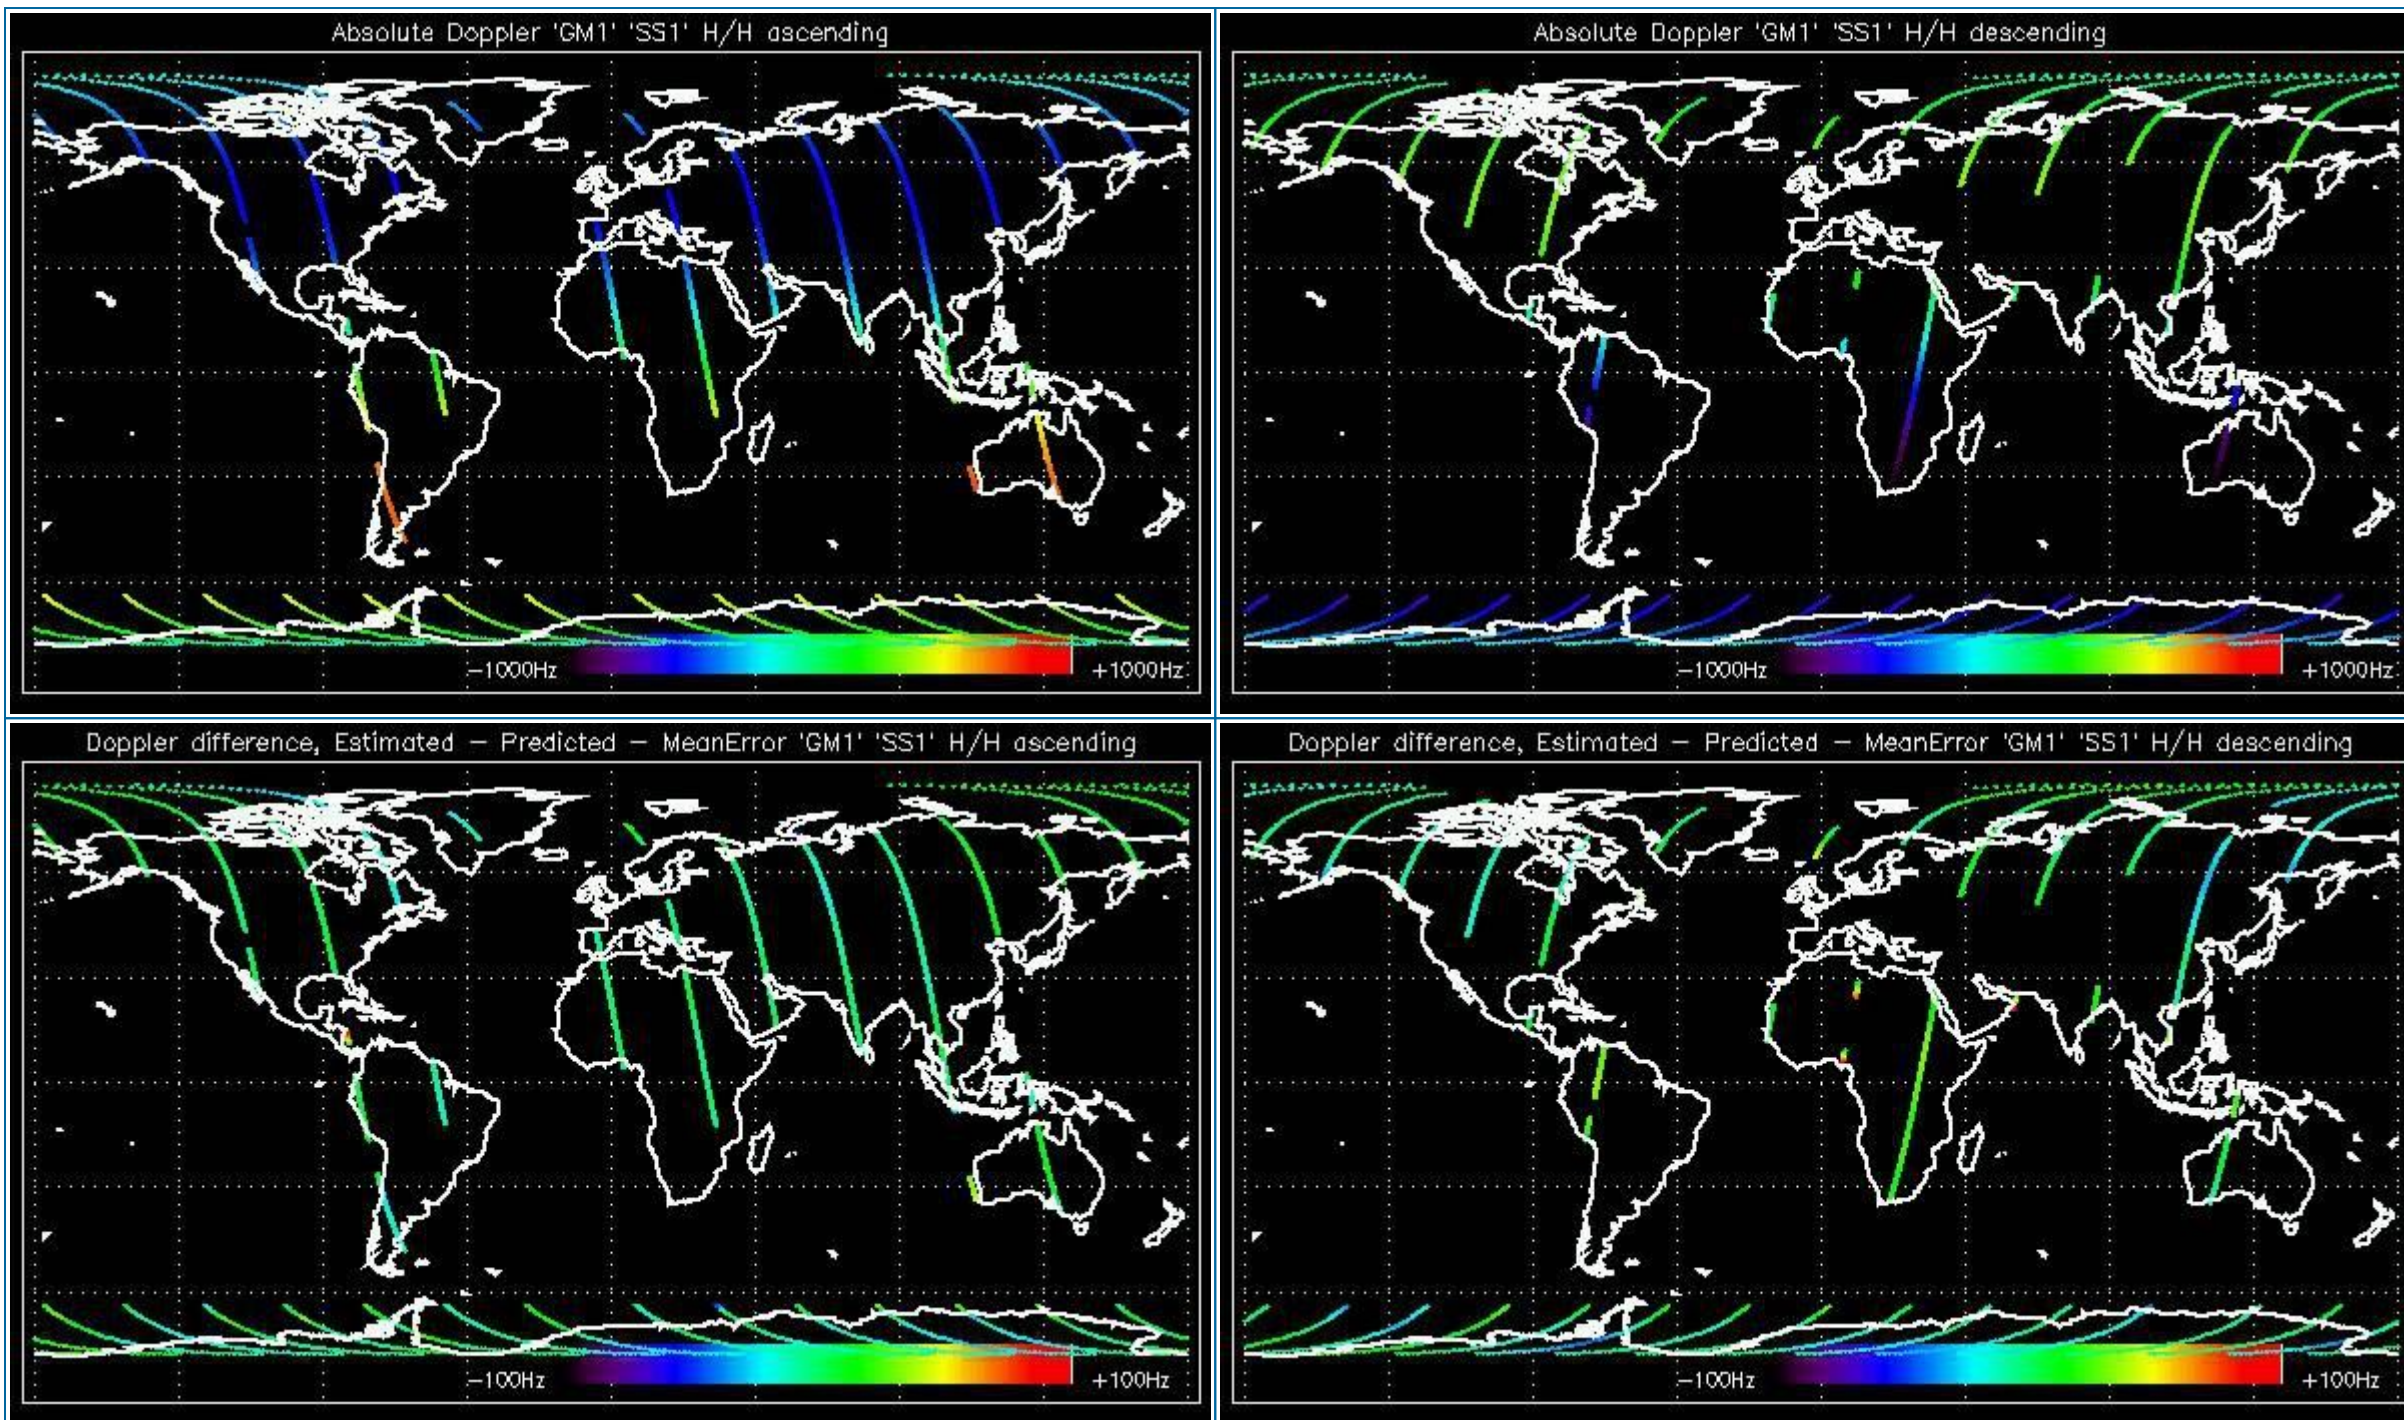 Absolute Doppler 'GM1' 'SS1' H/H ascending
-1000Hz
+1000Hz
Absolute Doppler 'GM1' 'SS1' H/H descending
-1000Hz
+1000Hz
Doppler difference, Estimated - Predicted - MeanError 'GM1' 'SS1' H/H ascending
-100Hz
+100Hz
Doppler difference, Estimated - Predicted - MeanError 'GM1' 'SS1' H/H descending
-100Hz
+100Hz